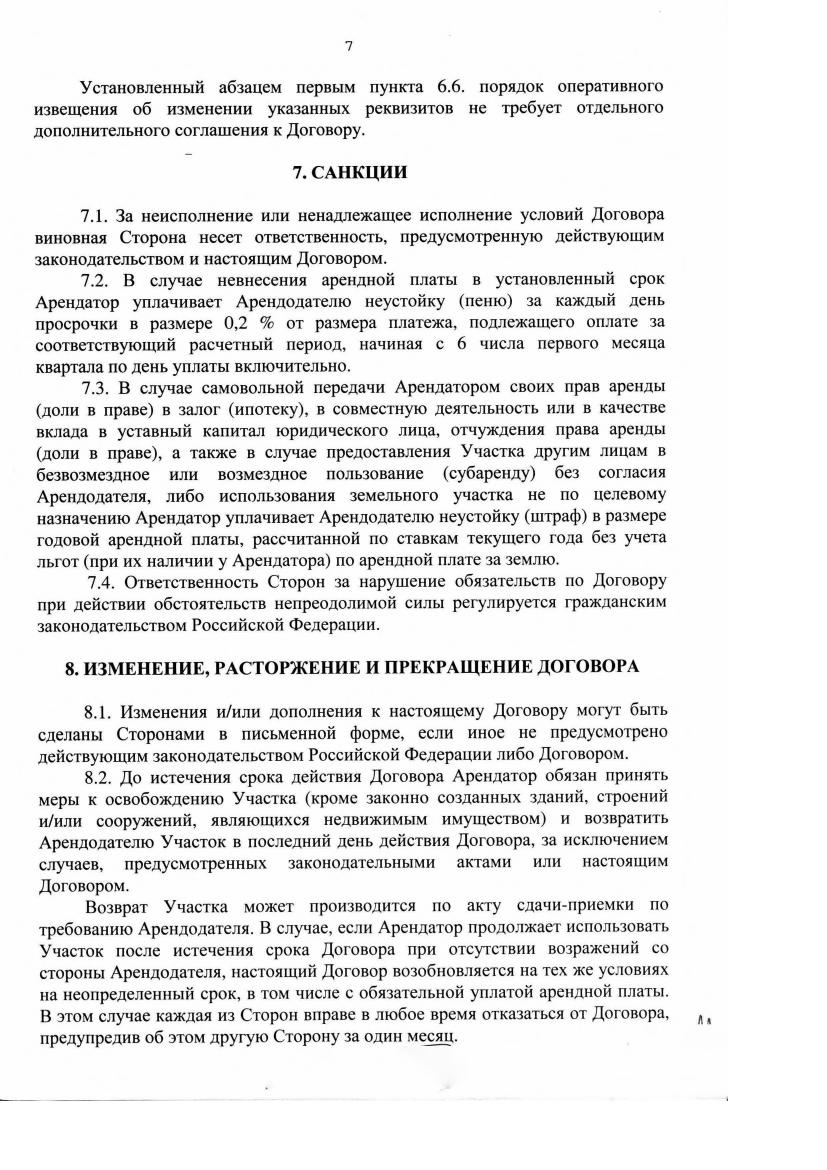 7
Установленный абзацем первым пункта 6.6. порядок оперативного
извещения об изменении указанных реквизитов не требует отдельного
дополнительного соглашения к Договору.
7. САНКЦИИ
7.1. За неисполнение или ненадлежащее исполнение условий Договора
виновная Сторона несет ответственность, предусмотренную действующим
законодательством и настоящим Договором.
7.2. В случае невнесения арендной платы в установленный срок
Арендатор уплачивает Арендодателю неустойку (пеню) за каждый день
просрочки в размере 0,2 % от размера платежа, подлежащего оплате за
соответствующий расчетный период, начиная с 6 числа первого месяца
квартала по день уплаты включительно.
7.3. В случае самовольной передачи Арендатором своих прав аренды
(доли в праве) в залог (ипотеку), в совместную деятельность или в качестве
вклада в уставный капитал юридического лица, отчуждения права аренды
(доли в праве), а также в случае предоставления Участка другим лицам в
безвозмездное или возмездное пользование (субаренду) без согласия
Арендодателя, либо использования земельного участка не по целевому
назначению Арендатор уплачивает Арендодателю неустойку (штраф) в размере
годовой арендной платы, рассчитанной по ставкам текущего года без учета
льгот (при их наличии у Арендатора) по арендной плате за землю.
7.4. Ответственность Сторон за нарушение обязательств по Договору
при действии обстоятельств непреодолимой силы регулируется гражданским
законодательством Российской Федерации.
8. ИЗМЕНЕНИЕ, РАСТОРЖЕНИЕ И ПРЕКРАЩЕНИЕ ДОГОВОРА
8.1. Изменения и/или дополнения к настоящему Договору могут быть
сделаны Сторонами в письменной форме, если иное не предусмотрено
действующим законодательством Российской Федерации либо Договором.
8.2. До истечения срока действия Договора Арендатор обязан принять
меры к освобождению Участка (кроме законно созданных зданий, строений
и/или сооружений, являющихся недвижимым имуществом) и возвратить
Арендодателю Участок в последний день действия Договора, за исключением
случаев, предусмотренных законодательными актами или настоящим
Договором.
Возврат Участка может производится по акту сдачи-приемки по
требованию Арендодателя. В случае, если Арендатор продолжает использовать
Участок после истечения срока Договора при отсутствии возражений со
стороны Арендодателя, настоящий Договор возобновляется на тех же условиях
на неопределенный срок, в том числе с обязательной уплатой арендной платы.
В этом случае каждая из Сторон вправе в любое время отказаться от Договора,
предупредив об этом другую Сторону за один месяц.